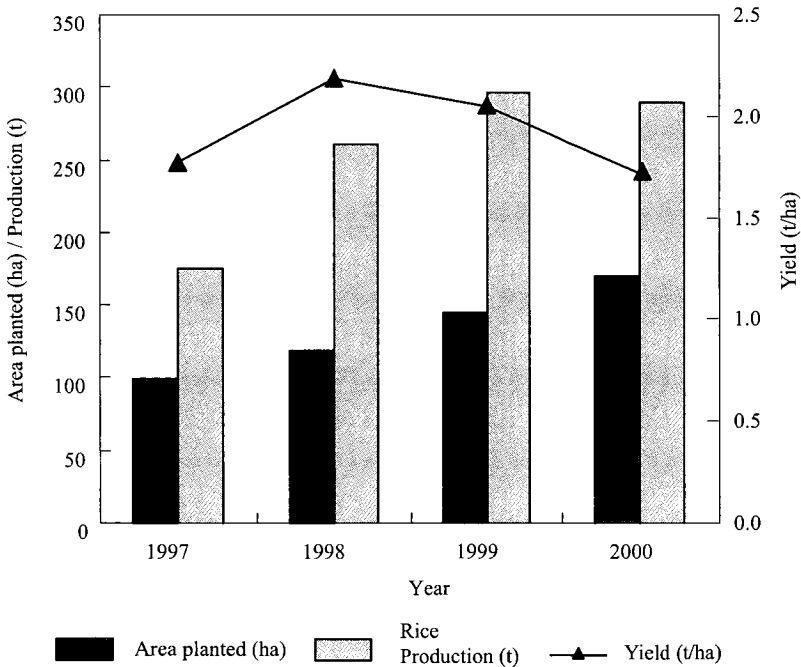 350
300
250
200
150
100
50
0
Area planted (ha) / Production (t)
2.5
2.0
1.5
1.0
0.5
0.0
Yield (t/ha)
1997 1998 1999 2000
Year
Area planted (ha)
Rice
Production (t)
Yield (t/ha)